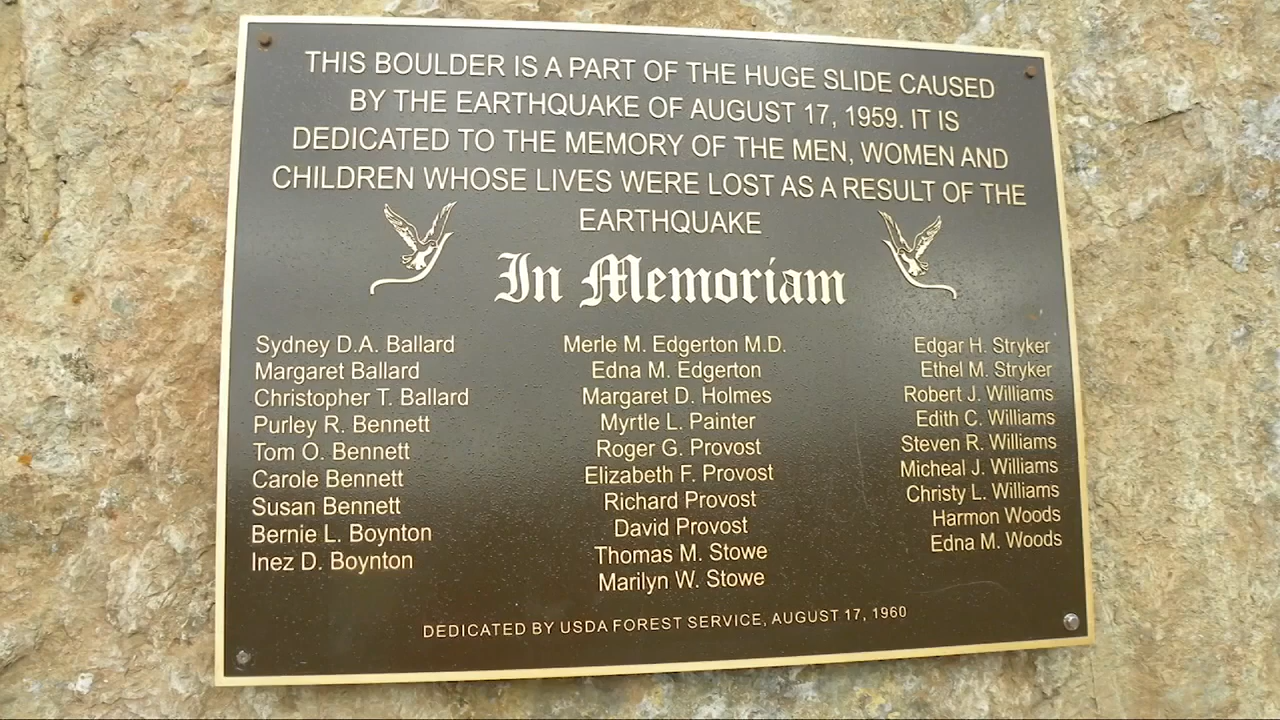 THIS BOULDER IS A PART OF THE HUGE SLIDE CAUSED
BY THE EARTHQUAKE OF AUGUST 17, 1959. IT IS
DEDICATED TO THE MEMORY OF THE MEN, WOMEN AND
CHILDREN WHOSE LIVES WERE LOST AS A RESULT OF THE
EARTHQUAKE
In Memoriam
Sydney D.A. Ballard
Margaret Ballard
Christopher T. Ballard
Purley R. Bennett
Tom O. Bennett
Carole Bennett
Susan Bennett
Bernie L. Boynton
Inez D. Boynton
Merle M. Edgerton M.D.
Edna M. Edgerton
Margaret D. Holmes
Myrtle L. Painter
Roger G. Provost
Elizabeth F. Provost
Richard Provost
David Provost
Thomas M. Stowe
Marilyn W. Stowe
Edgar H. Stryker
Ethel M. Stryker
Robert J. Williams
Edith C. Williams
Steven R. Williams
Micheal J. Williams
Christy L. Williams
Harmon Woods
Edna M. Woods
DEDICATED BY USDA FOREST SERVICE, AUGUST 17, 1960